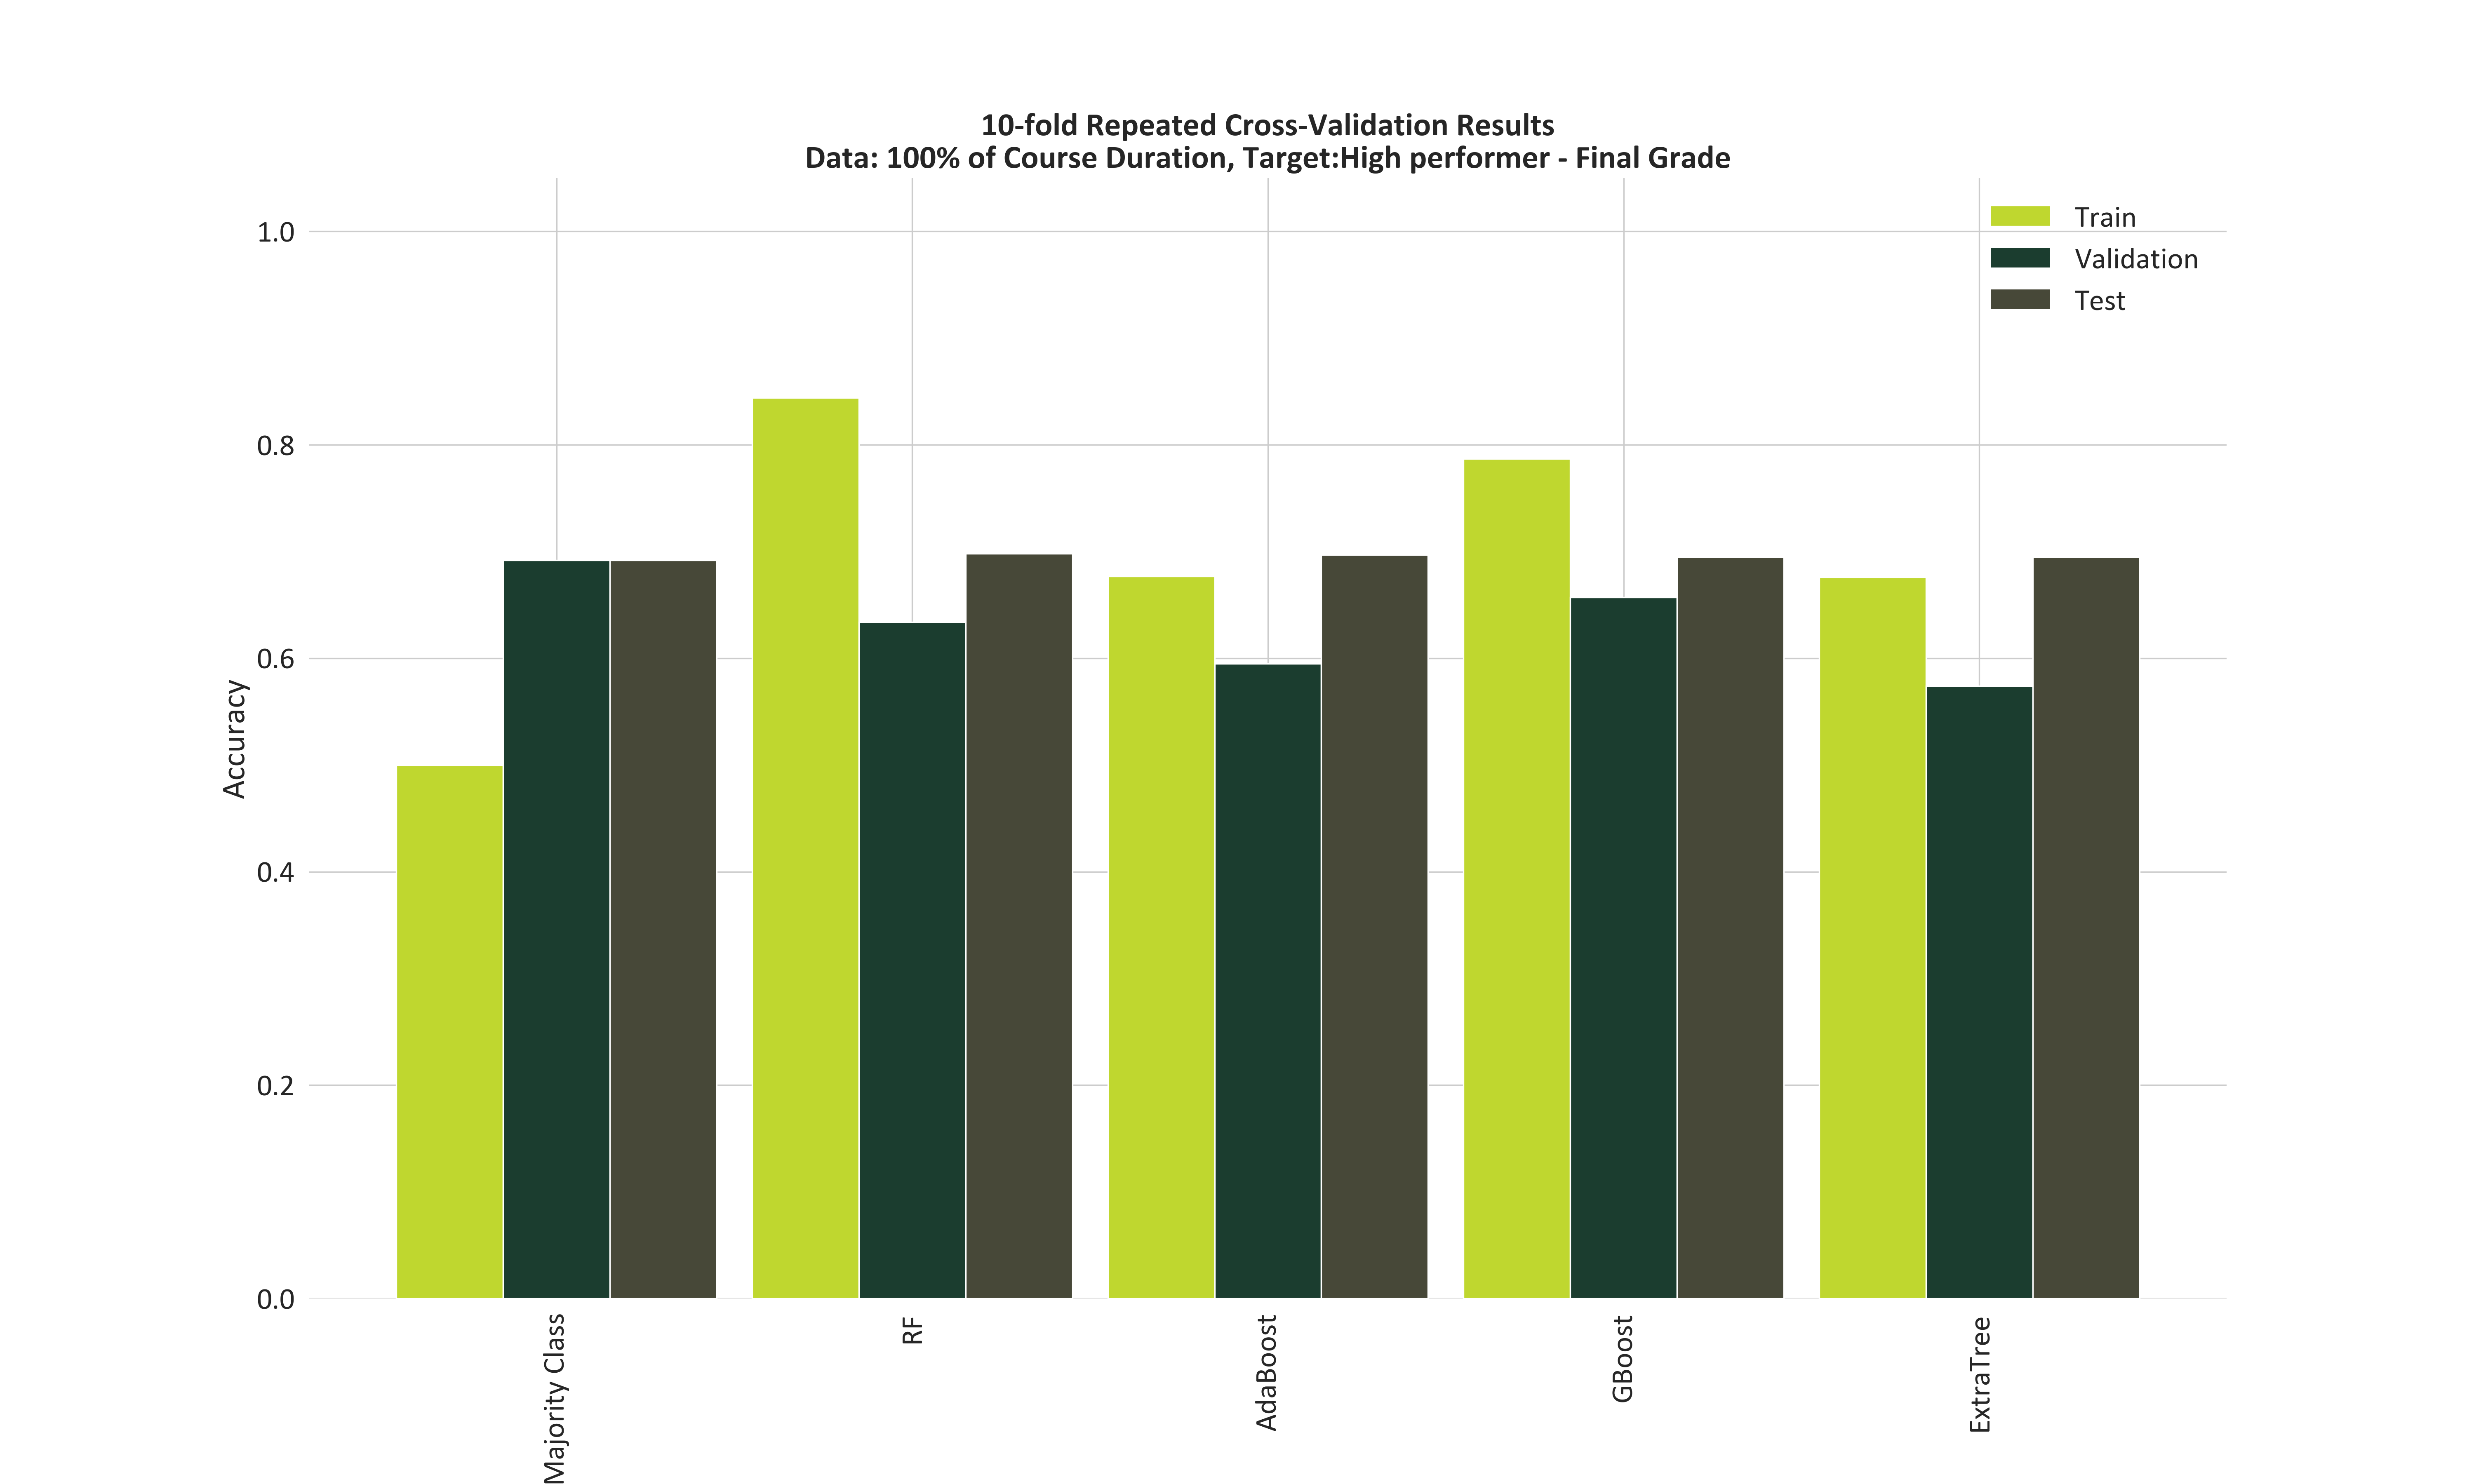 10-fold Repeated Cross-Validation Results
Data: 100% of Course Duration, Target:High performer - Final Grade
Train
Validation
Test
1.0
0.8
0.6
0.4
0.2
0.0
Accuracy
Majority Class
RF
AdaBoost
GBoost
ExtraTree